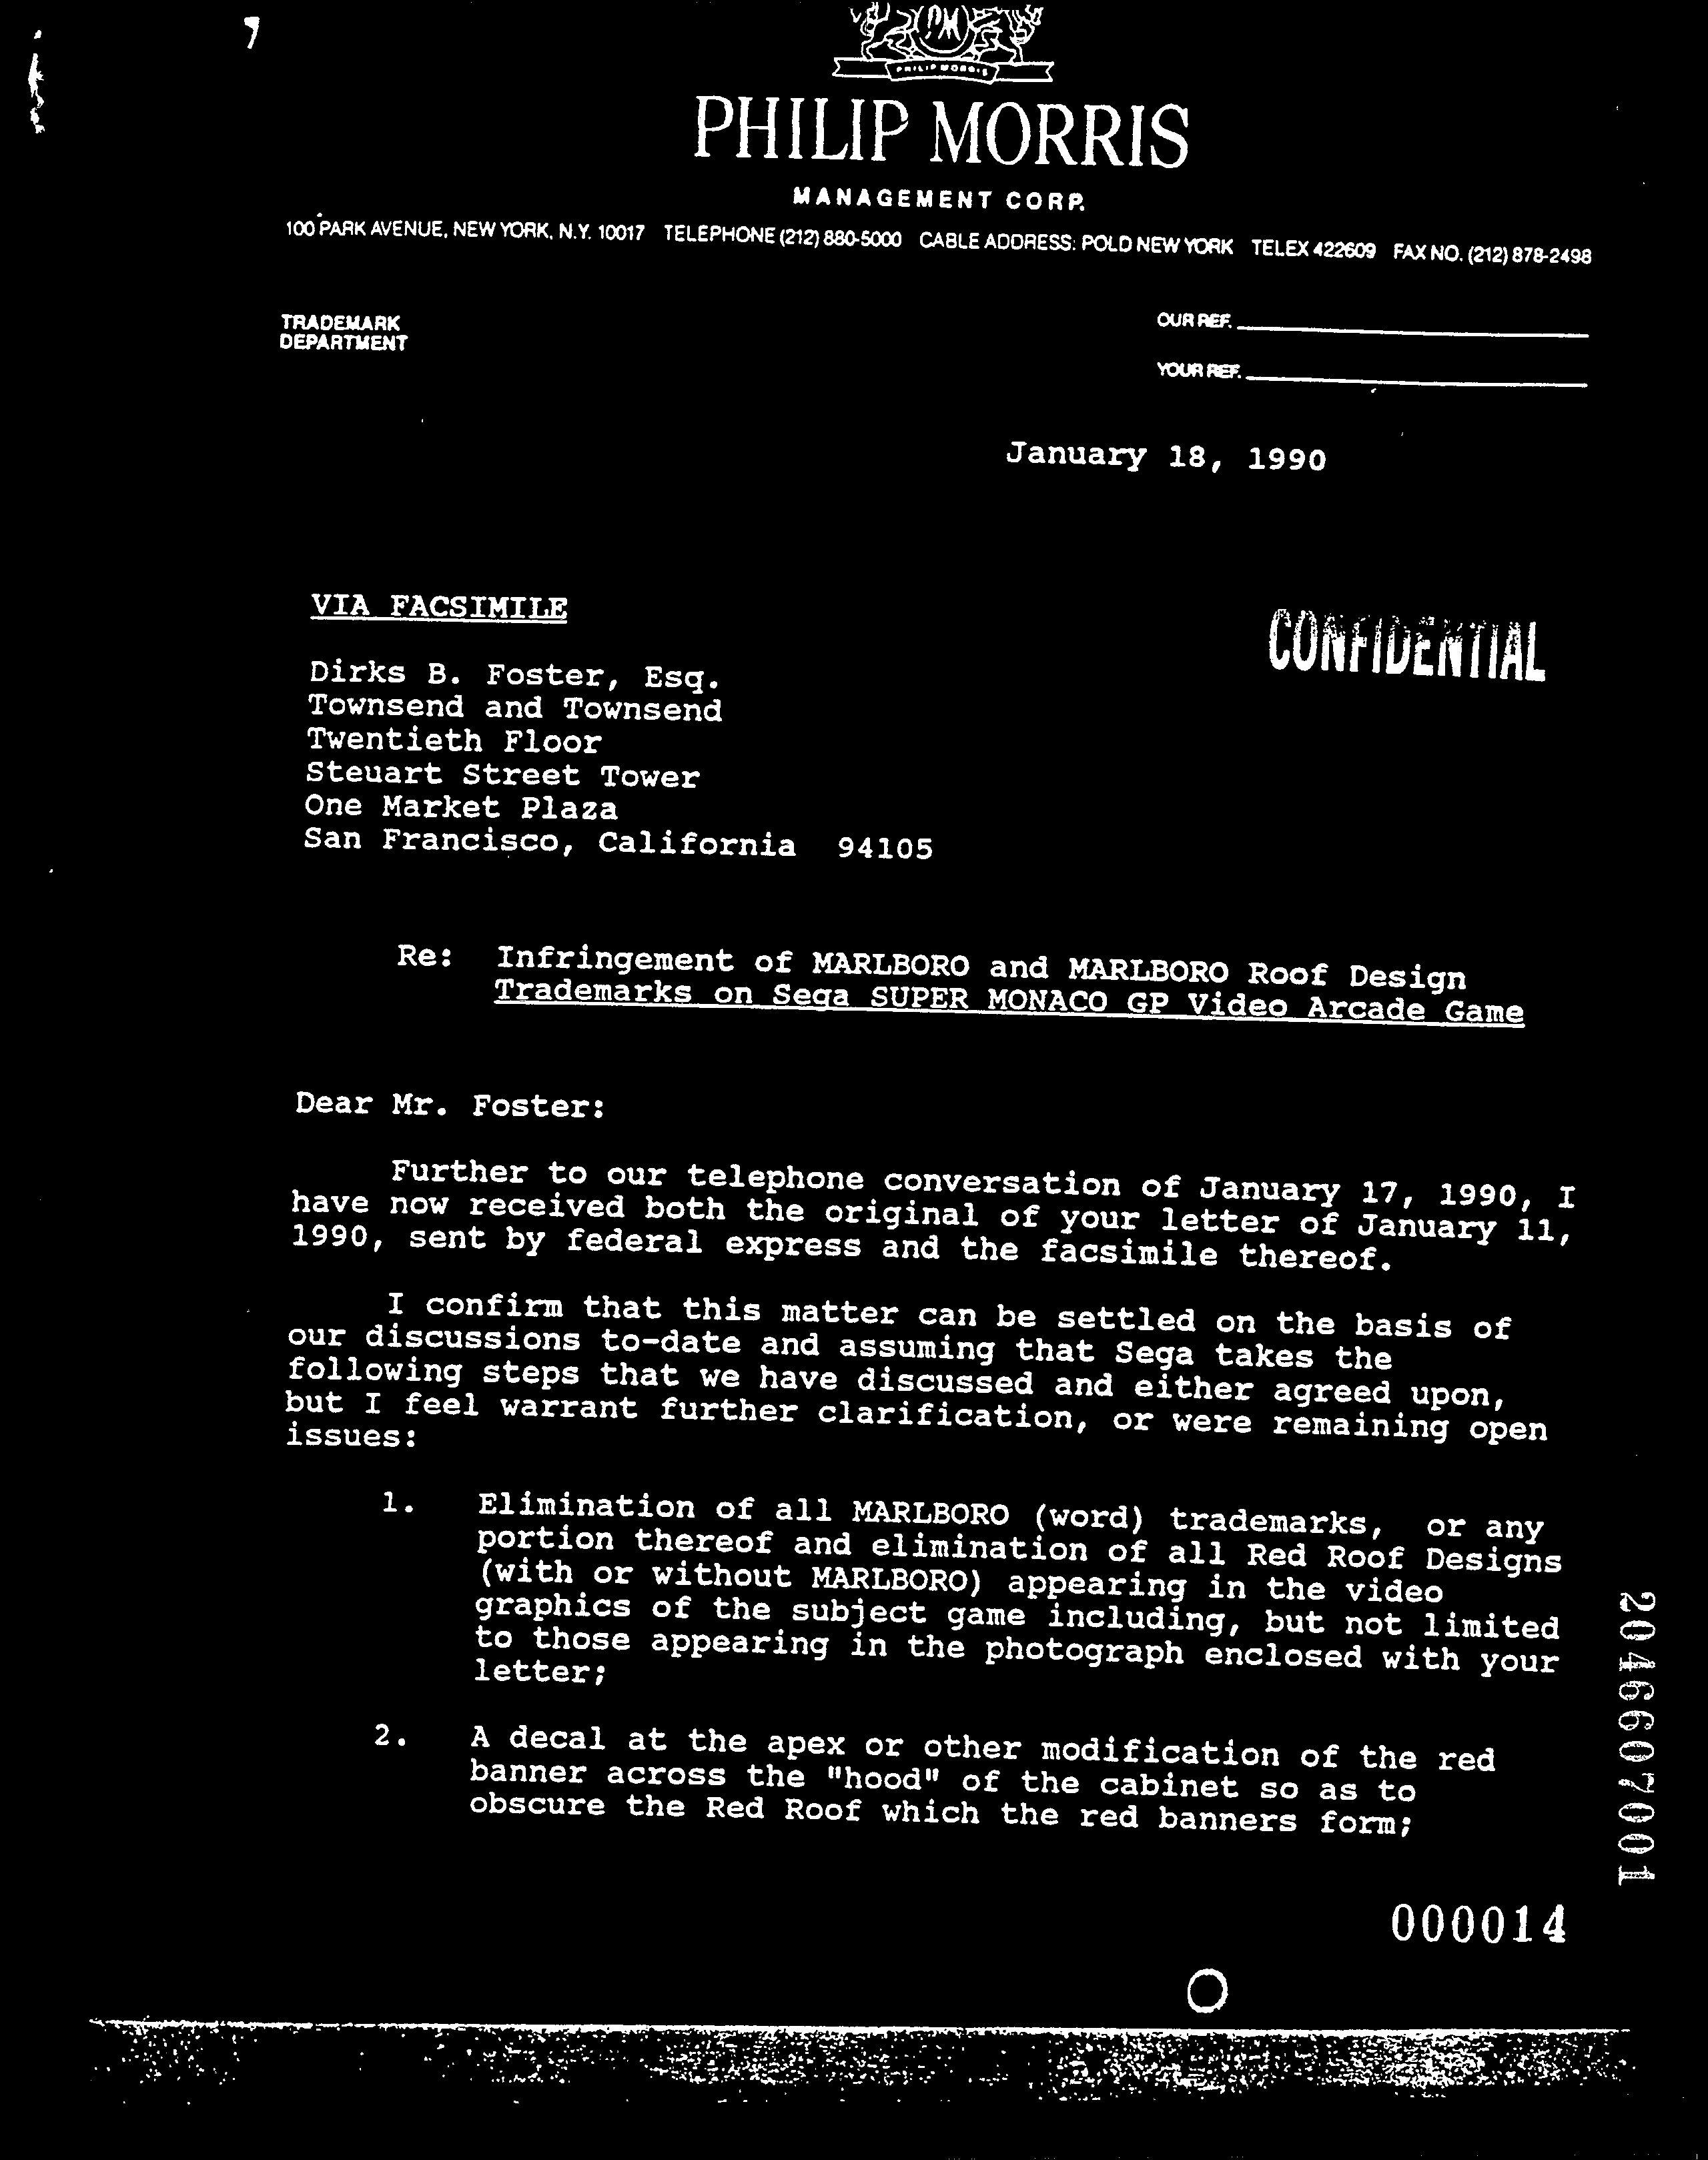 PM
PHILIP MORRIS
PHILIP MORRIS
MANAGEMENT CORP.
100 PARK AVENUE, NEW YORK, N.Y. 10017 TELEPHONE (212) 880-5000 CABLE ADDRESS: POLD NEW YORK TELEX 422609 FAX NO. (212) 878-2498
TRADEMARK
DEPARTMENT
OUR REF.
YOUR REF.
January 18, 1990
VIA FACSIMILE
CONFIDENTIAL
Dirks B. Foster, Esq.
Townsend and Townsend
Twentieth Floor
Steuart Street Tower
One Market Plaza
San Francisco, California 94105
Re: Infringement of MARLBORO and MARLBORO Roof Design
Trademarks on Sega SUPER MONACO GP Video Arcade Game
Dear Mr. Foster:
Further to our telephone conversation of January 17, 1990, I
have now received both the original of your letter of January 11,
1990, sent by federal express and the facsimile thereof.
I confirm that this matter can be settled on the basis of
our discussions to-date and assuming that Sega takes the
following steps that we have discussed and either agreed upon,
but I feel warrant further clarification, or were remaining open
issues:
1. Elimination of all MARLBORO (word) trademarks, or any
portion thereof and elimination of all Red Roof Designs
(with or without MARLBORO) appearing in the video
graphics of the subject game including, but not limited
to those appearing in the photograph enclosed with your
letter;
2. A decal at the apex or other modification of the red
banner across the "hood" of the cabinet so as to
obscure the Red Roof which the red banners form;
2046607001
000014